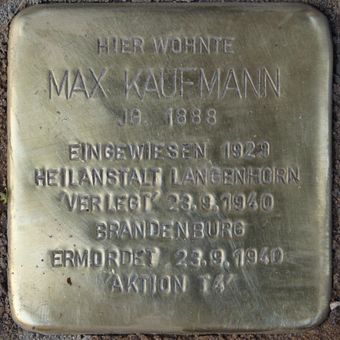 HIER WOHNTE
MAX KAUFMANN
JG. 1888
EINGEWIESEN 1929
HEILANSTALT LANGENHORN
'VERLEGT' 23.9.1940
BRANDENBURG
ERMORDET 23.9.1940
'AKTION T4'